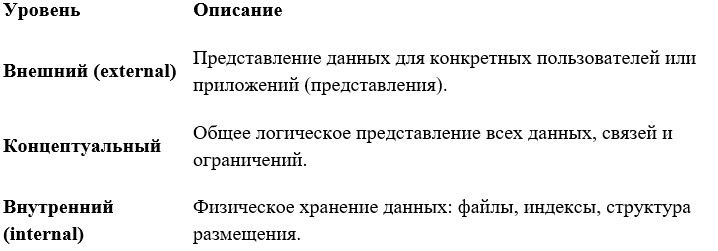 Уровень Описание
Внешний (external) Представление данных для конкретных пользователей или
приложений (представления).
Концептуальный Общее логическое представление всех данных, связей и
ограничений.
Внутренний Физическое хранение данных: файлы, индексы, структура
(internal) размещения.